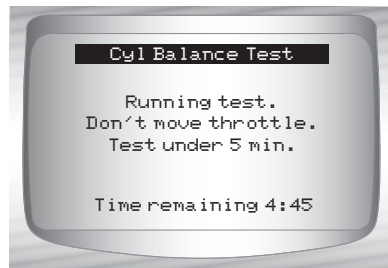 Cyl Balance Test
Running test.
Don't move throttle.
Test under 5 min.
Time remaining 4:45